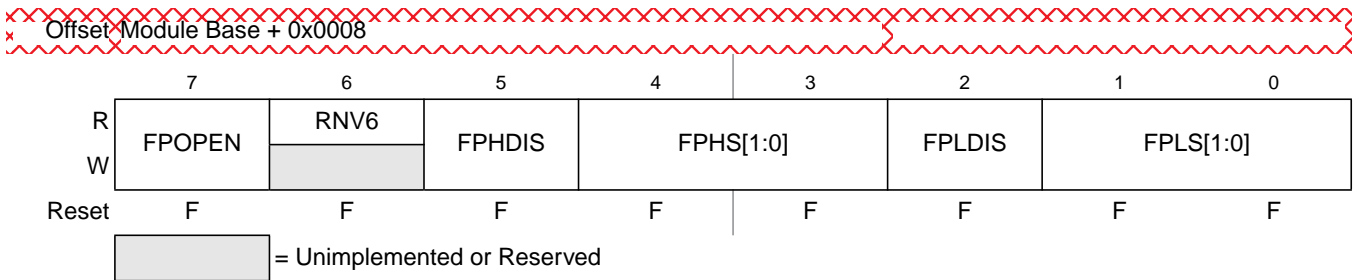 Offset Module Base + 0x0008
7 6 5 4 3 2 1 0
R FPOPEN RNV6 FPHDIS FPHS[1:0] FPLDIS FPLS[1:0]
W
Reset F F F F F F F F
= Unimplemented or Reserved